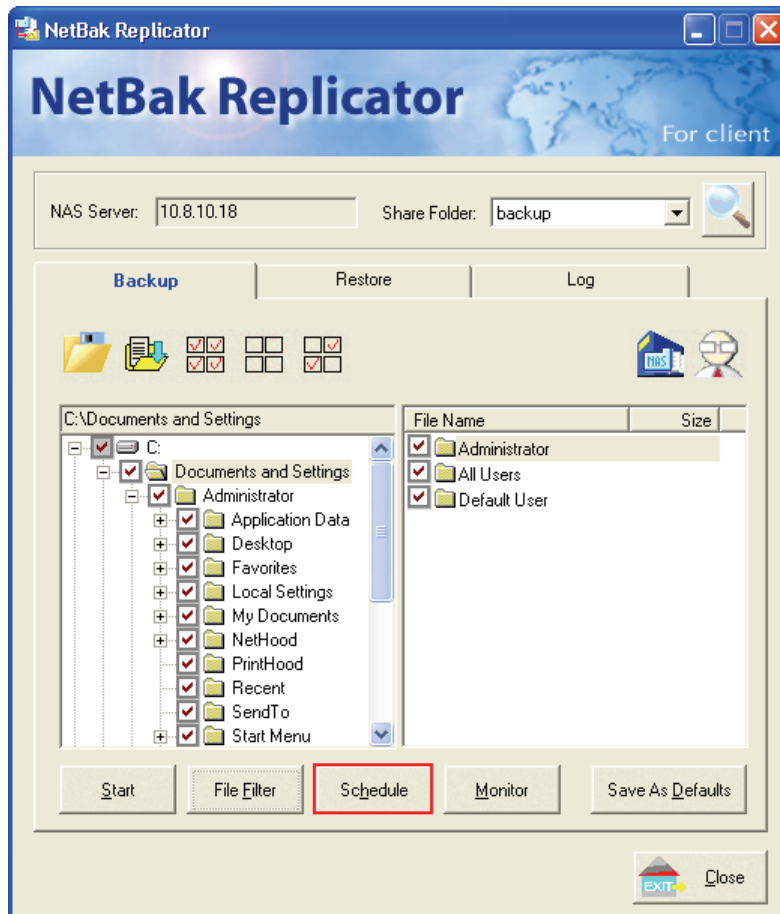 NetBak Replicator
NetBak Replicator
For client
NAS Server: 10.8.10.18 Share Folder: backup
Backup Restore Log
NAS
C:\Documents and Settings
C:
Documents and Settings
Administrator
Application Data
Desktop
Favorites
Local Settings
My Documents
NetHood
PrintHood
Recent
SendTo
Start Menu
File Name Size
Administrator
All Users
Default User
Start File Filter Schedule Monitor Save As Defaults
EXIT Close